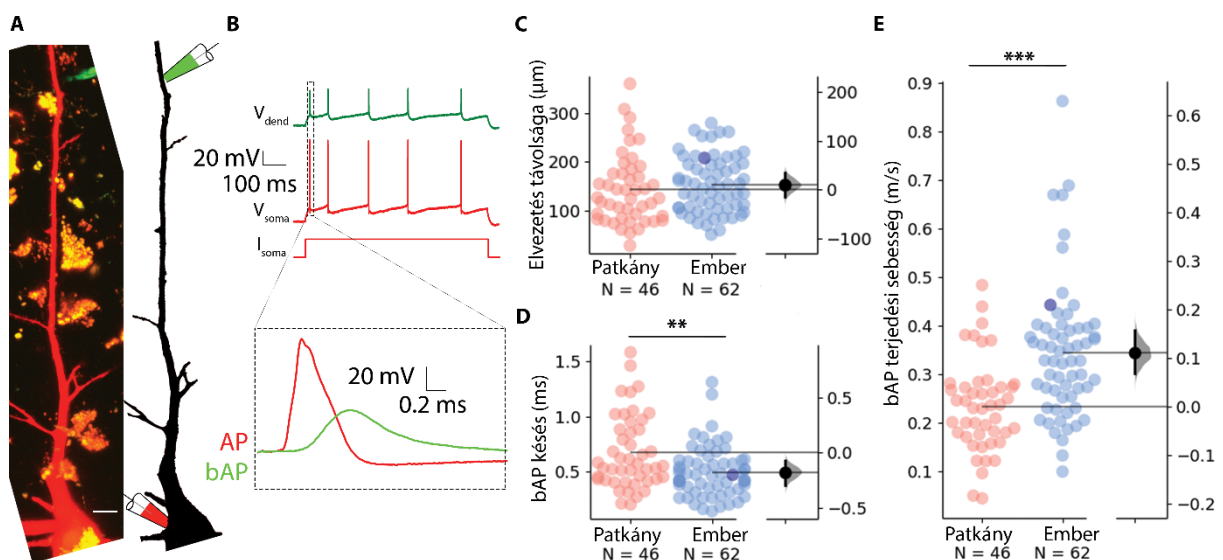 A
B
V dend
20 mV
100 ms
V soma
I soma
20 mV
0.2 ms
AP
bAP
C
Elvezetés távolsága (µm)
300
200
100
200
100
0
−100
Patkány
Ember
N = 46
N = 62
D
**
bAP késés (ms)
1.5
1.0
0.5
0.5
0.0
−0.5
Patkány
Ember
N = 46
N = 62
E
***
bAP terjedési sebesség (m/s)
0.9
0.8
0.7
0.6
0.5
0.4
0.3
0.2
0.1
0.6
0.5
0.4
0.3
0.2
0.1
0.0
−0.1
−0.2
Patkány
Ember
N = 46
N = 62